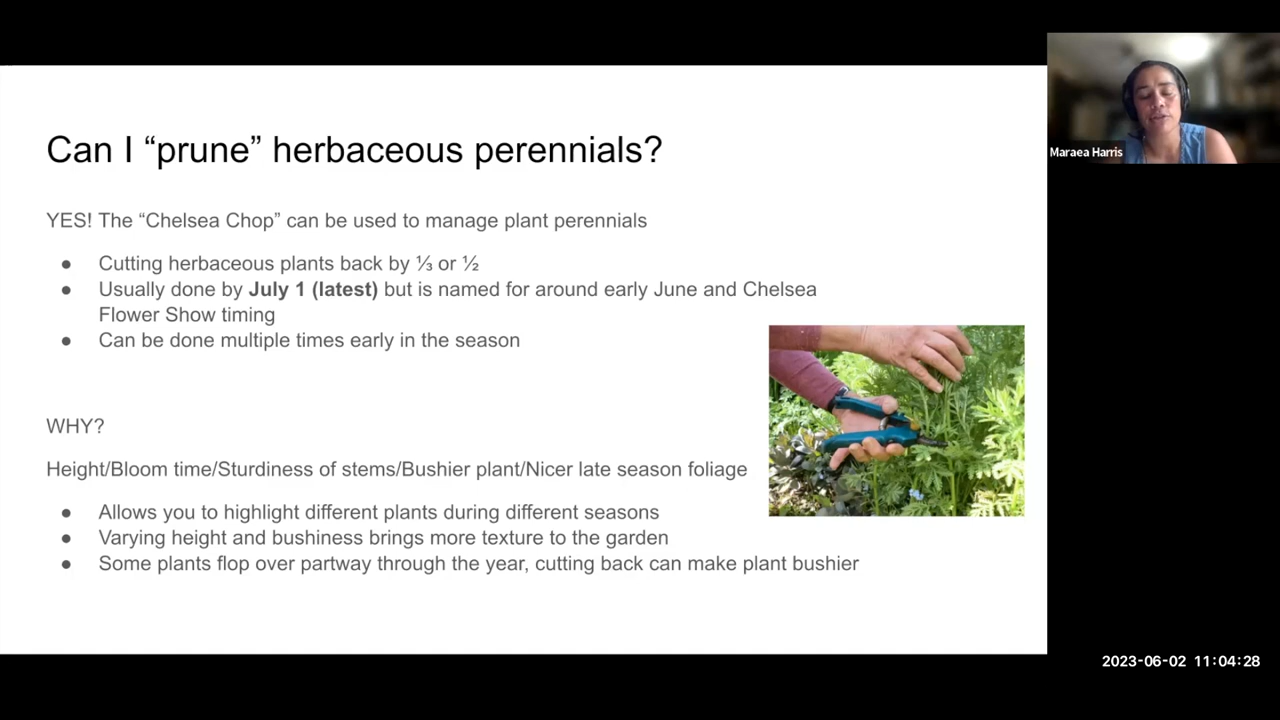 Can I “prune” herbaceous perennials?
YES! The “Chelsea Chop” can be used to manage plant perennials
● Cutting herbaceous plants back by ⅓ or ½
● Usually done by July 1 (latest) but is named for around early June and Chelsea
Flower Show timing
● Can be done multiple times early in the season
WHY?
Height/Bloom time/Sturdiness of stems/Bushier plant/Nicer late season foliage
● Allows you to highlight different plants during different seasons
● Varying height and bushiness brings more texture to the garden
● Some plants flop over partway through the year, cutting back can make plant bushier
Maraea Harris
2023-06-02 11:04:28